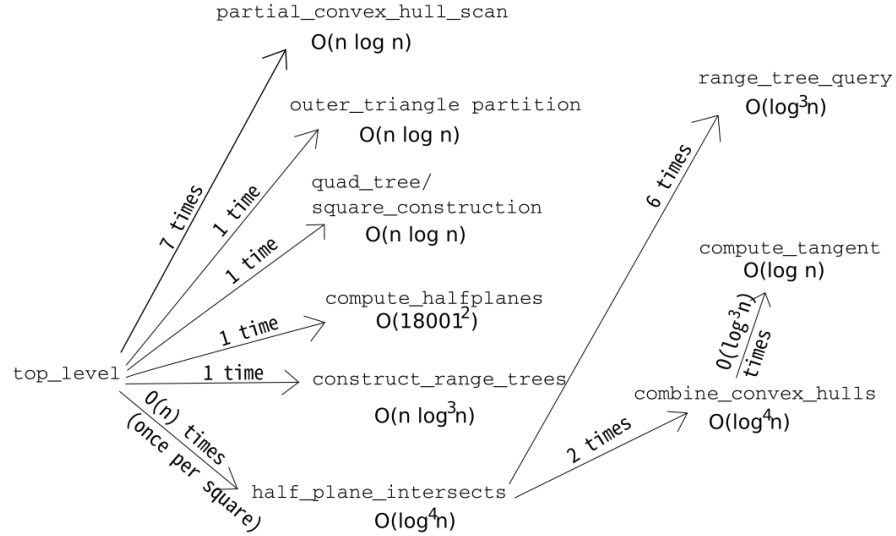 partial_convex_hull_scan
O(n log n)
range_tree_query
O(log³n)
outer_triangle partition
O(n log n)
6 times
quad_tree/
square_construction
O(n log n)
7 times
1 time
1 time
compute_tangent
O(log n)
compute_halfplanes
O(18001²)
1 time
O(log³n)
times
top_level
1 time
construct_range_trees
O(n log³n)
combine_convex_hulls
O(log⁴n)
O(n) times
(once per square)
2 times
half_plane_intersects
O(log⁴n)